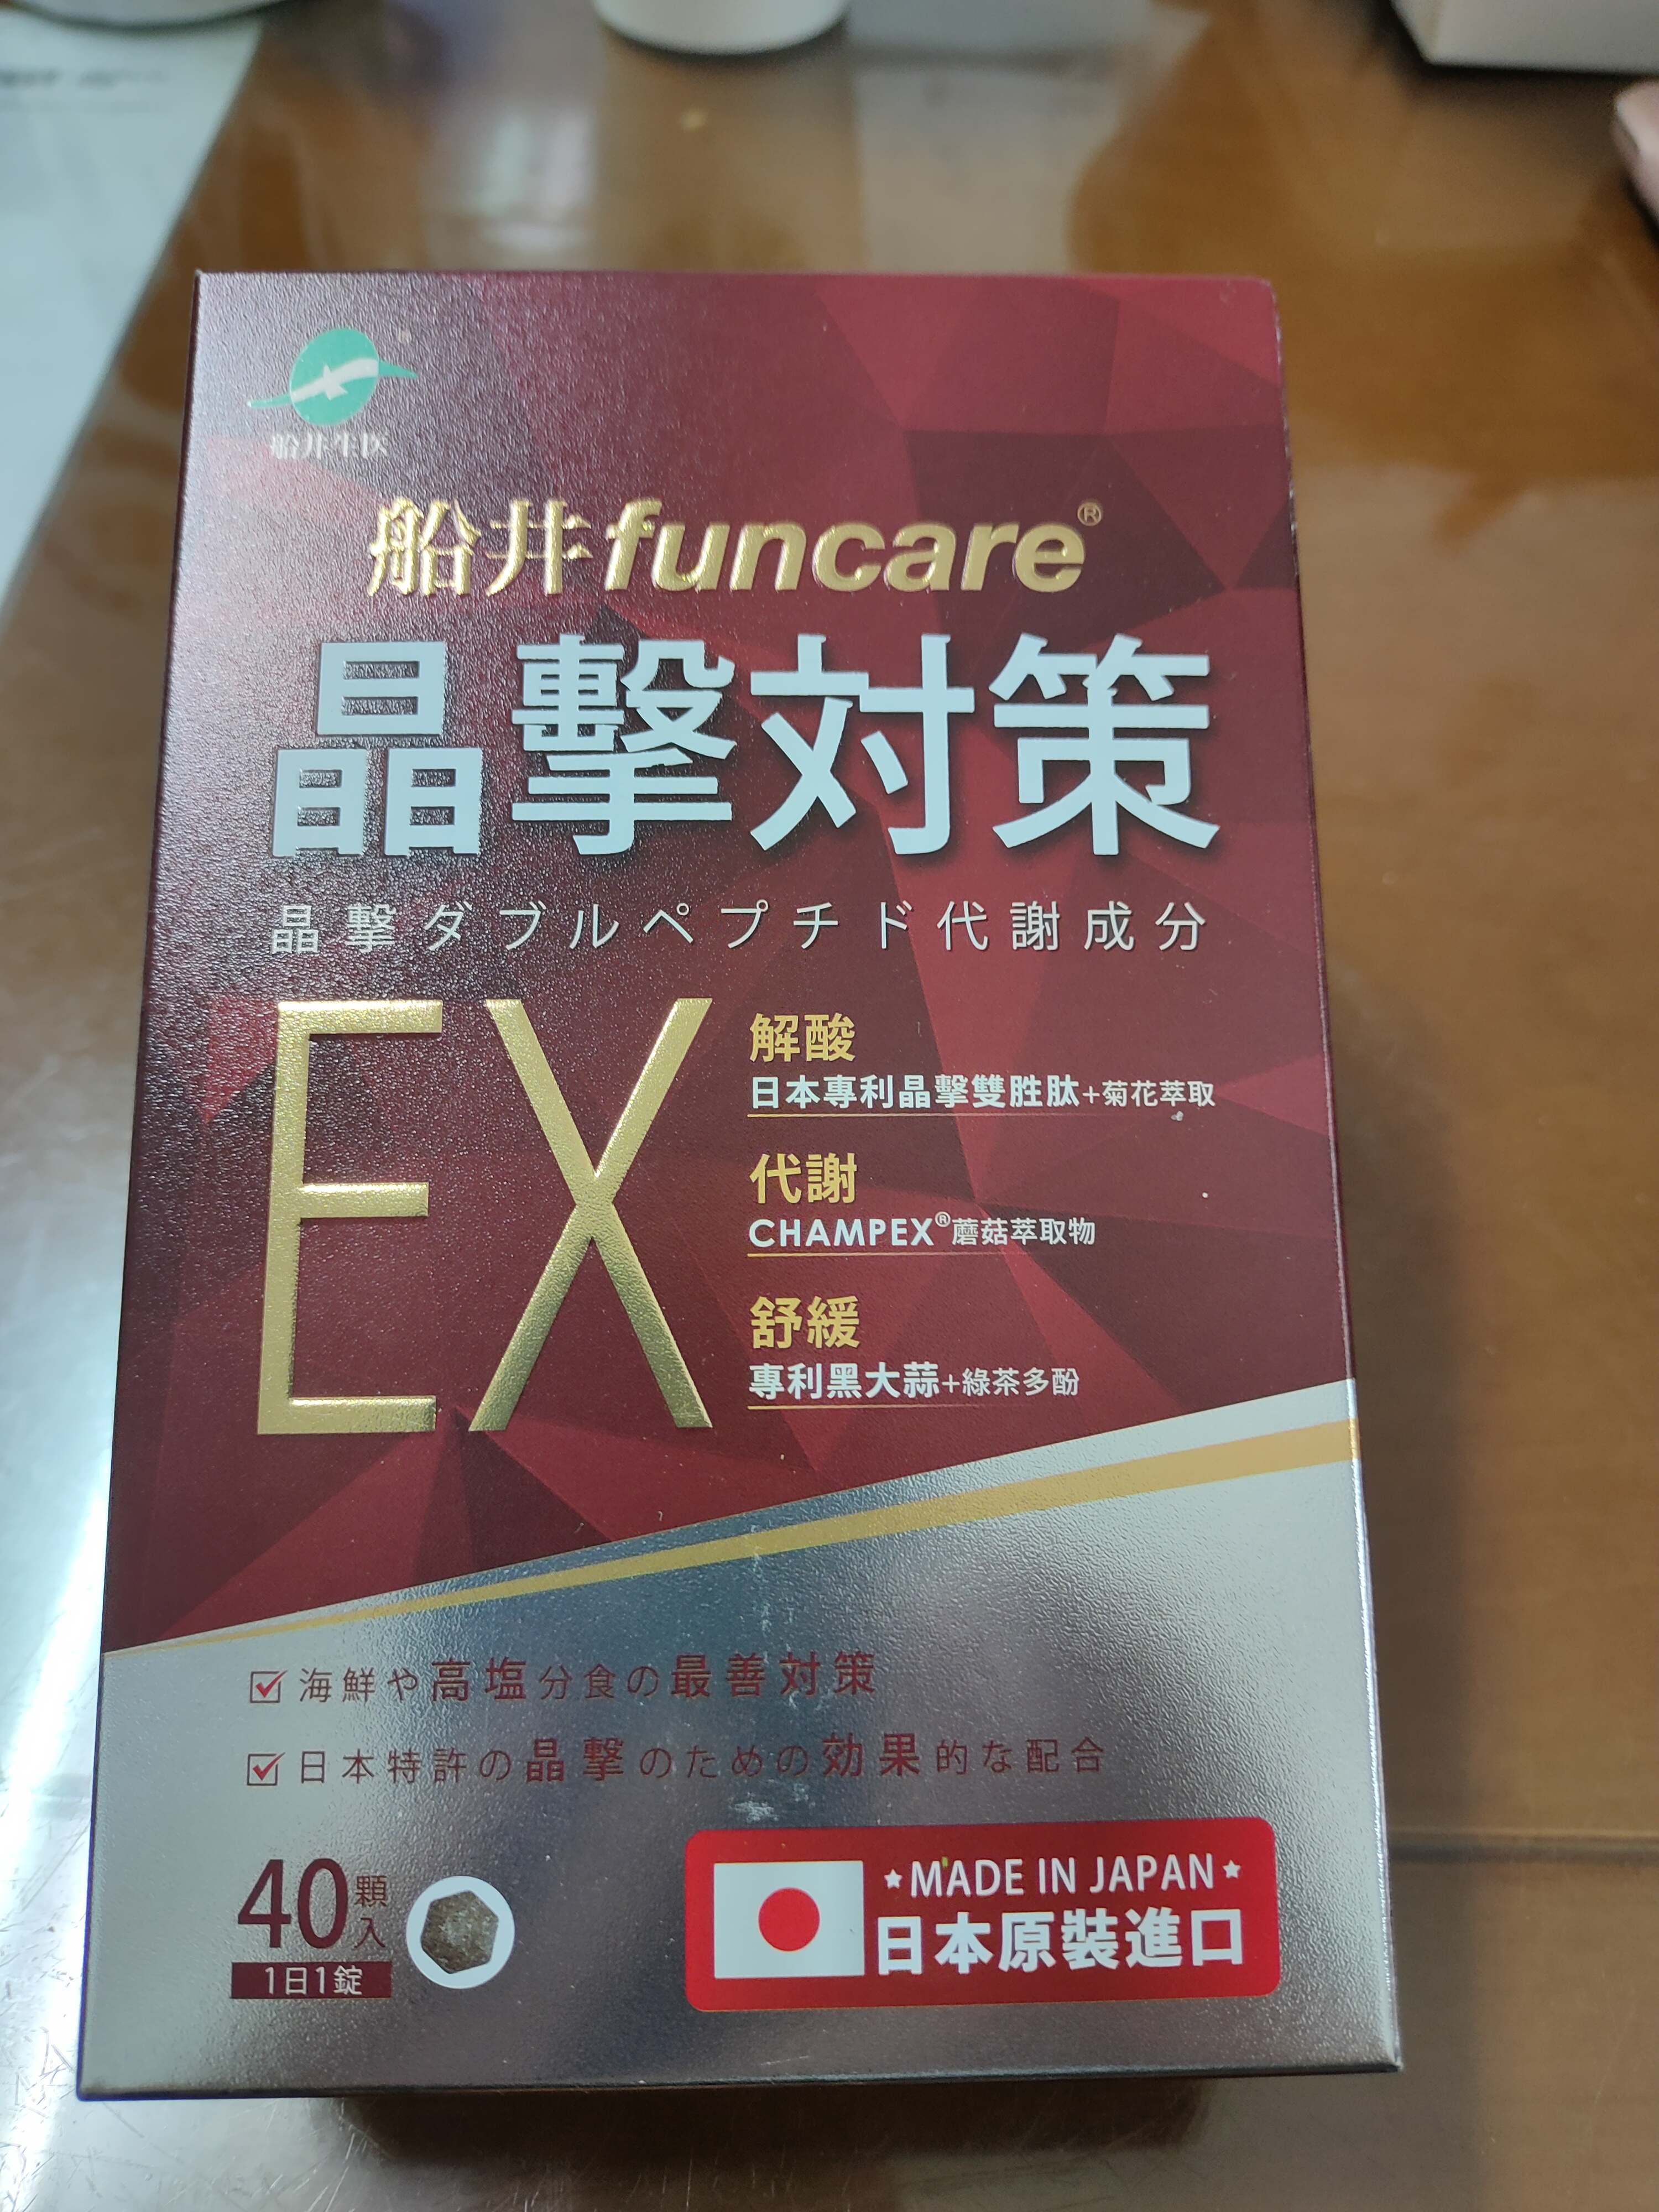 船井生医
船井funcare®
晶擊対策
晶撃ダブルペプチド代謝成分
EX
解酸
日本專利晶擊雙胜肽+菊花萃取
代謝
CHAMPEX®蘑菇萃取物
舒緩
專利黑大蒜+綠茶多酚
海鮮や高塩分食の最善対策
日本特許の晶撃のための効果的な配合
40顆入
1日1錠
MADE IN JAPAN
日本原裝進口